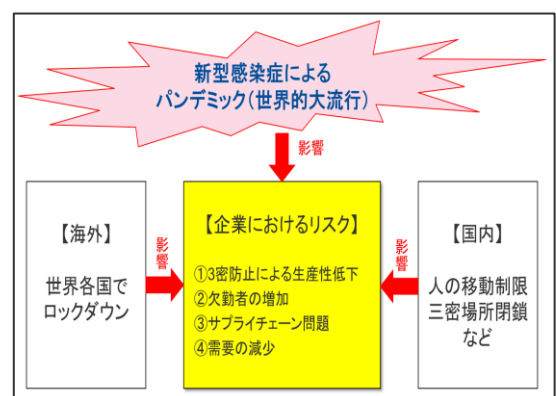 新型感染症による
パンデミック(世界的大流行)
影響
【海外】
世界各国で
ロックダウン
影響
【企業におけるリスク】
①3密防止による生産性低下
②欠勤者の増加
③サプライチェーン問題
④需要の減少
影響
【国内】
人の移動制限
三密場所閉鎖
など